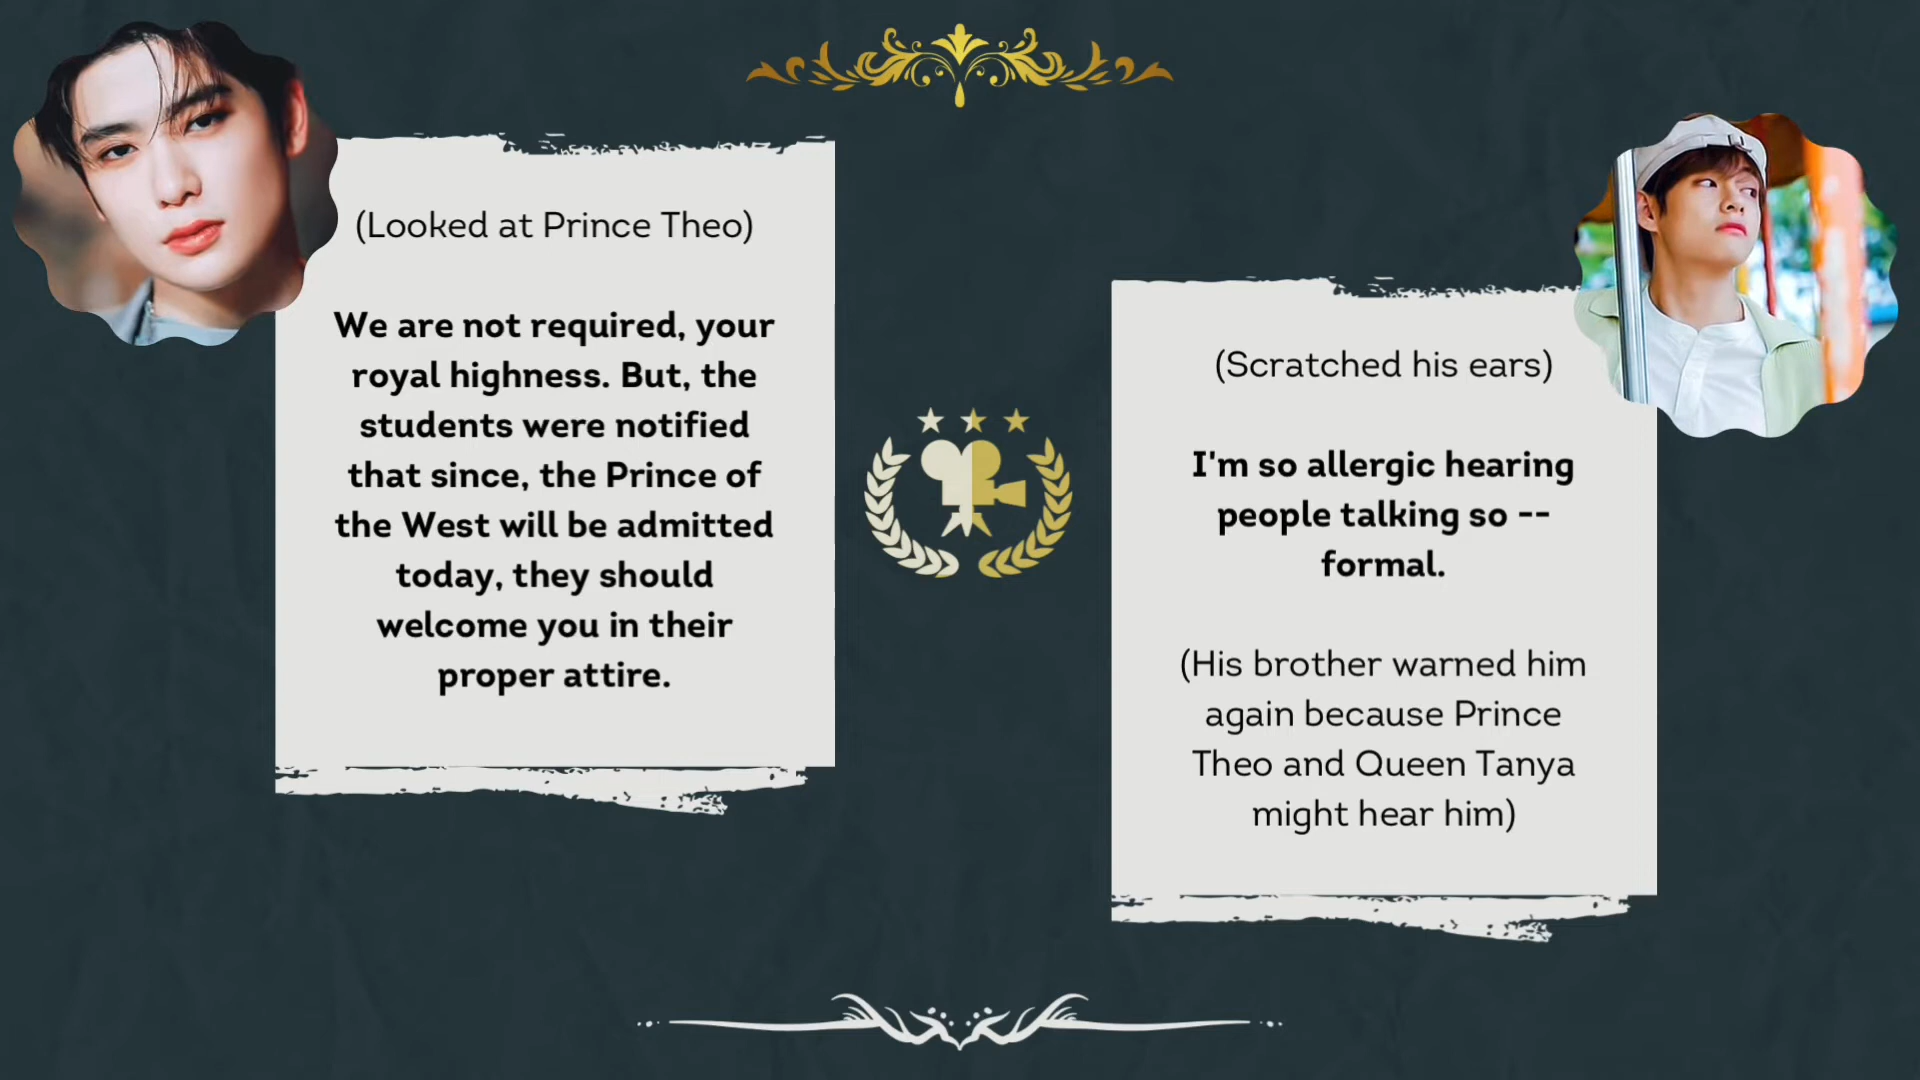 (Looked at Prince Theo)
We are not required, your
royal highness. But, the
students were notified
that since, the Prince of
the West will be admitted
today, they should
welcome you in their
proper attire.
(Scratched his ears)
I'm so allergic hearing
people talking so --
formal.
(His brother warned him
again because Prince
Theo and Queen Tanya
might hear him)